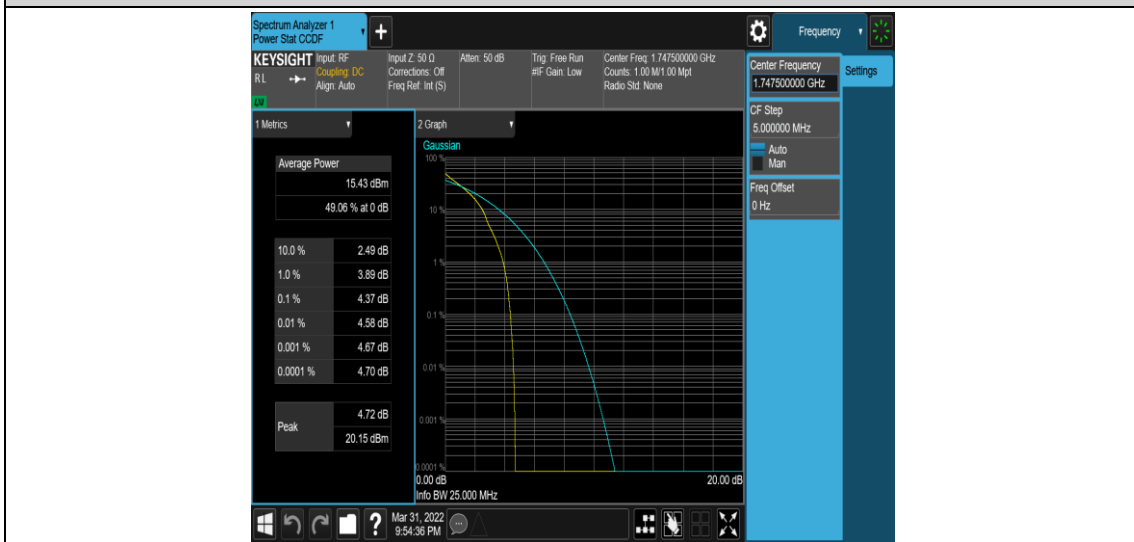 Spectrum Analyzer 1
Power Stat CCDF
+
Frequency
KEYSIGHT
RL
LXI
Input: RF
Coupling: DC
Align: Auto
Input Z: 50 Ω
Corrections: Off
Freq Ref: Int (S)
Atten: 50 dB
Trig: Free Run
#IF Gain: Low
Center Freq: 1.747500000 GHz
Counts: 1.00 M/1.00 Mpt
Radio Std: None
Center Frequency
1.747500000 GHz
Settings
CF Step
5.000000 MHz
Auto
Man
Freq Offset
0 Hz
1 Metrics
Average Power
15.43 dBm
49.06 % at 0 dB
10.0 % 2.49 dB
1.0 % 3.89 dB
0.1 % 4.37 dB
0.01 % 4.58 dB
0.001 % 4.67 dB
0.0001 % 4.70 dB
Peak 4.72 dB
20.15 dBm
2 Graph
Gaussian
100 %
10 %
1 %
0.1 %
0.01 %
0.001 %
0.0001 %
0.00 dB 20.00 dB
Info BW 25.000 MHz
?
Mar 31, 2022
9:54:36 PM